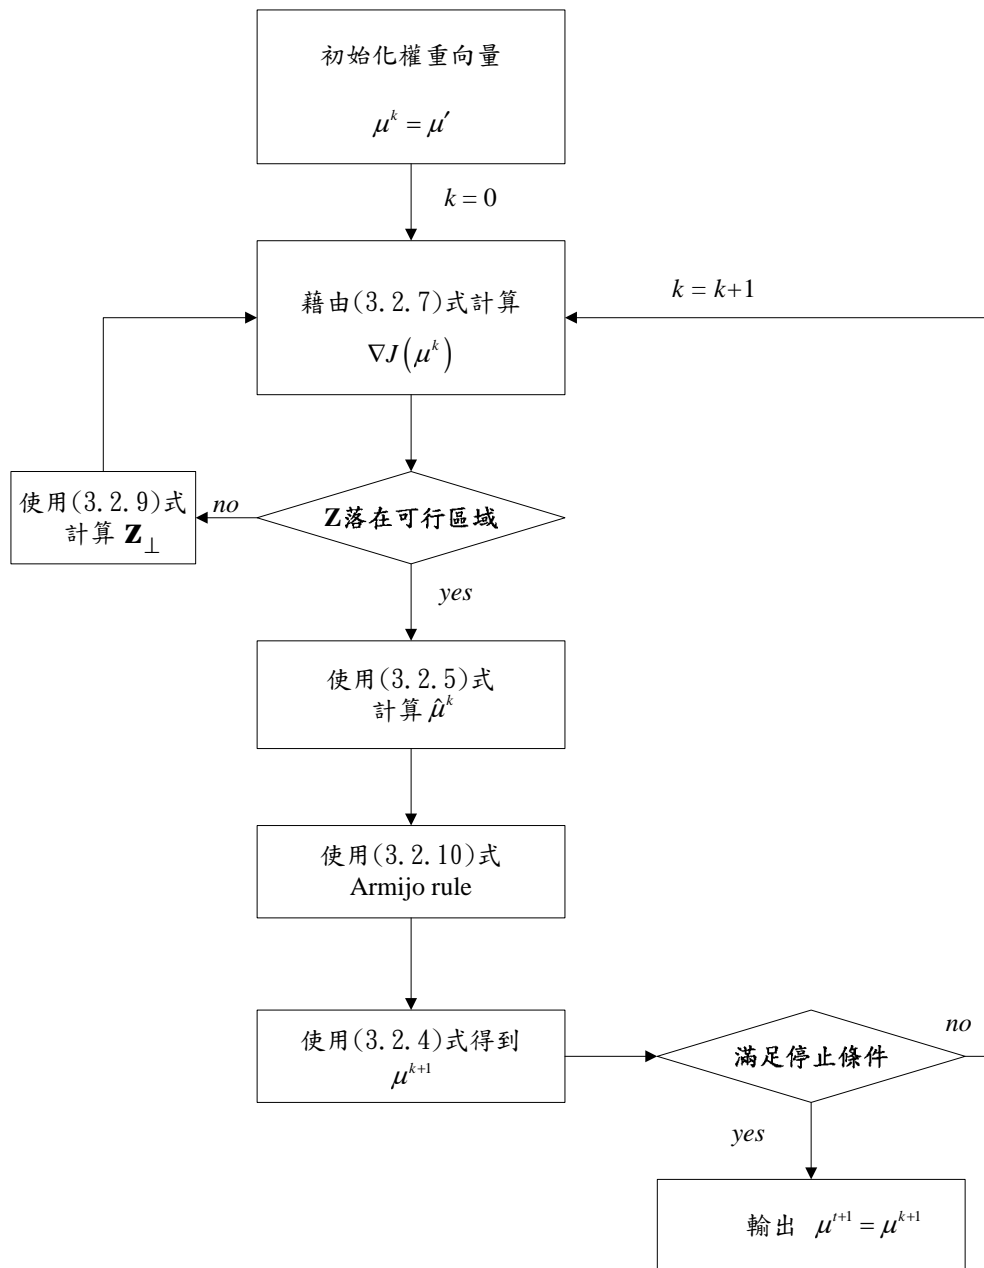 初始化權重向量
μ^k = μ′
k = 0
藉由(3.2.7)式計算
∇J(μ^k)
k = k+1
使用(3.2.9)式
計算 Z⊥
no
Z落在可行區域
yes
使用(3.2.5)式
計算 μ̂^k
使用(3.2.10)式
Armijo rule
使用(3.2.4)式得到
μ^{k+1}
滿足停止條件
no
yes
輸出 μ^{t+1} = μ^{k+1}